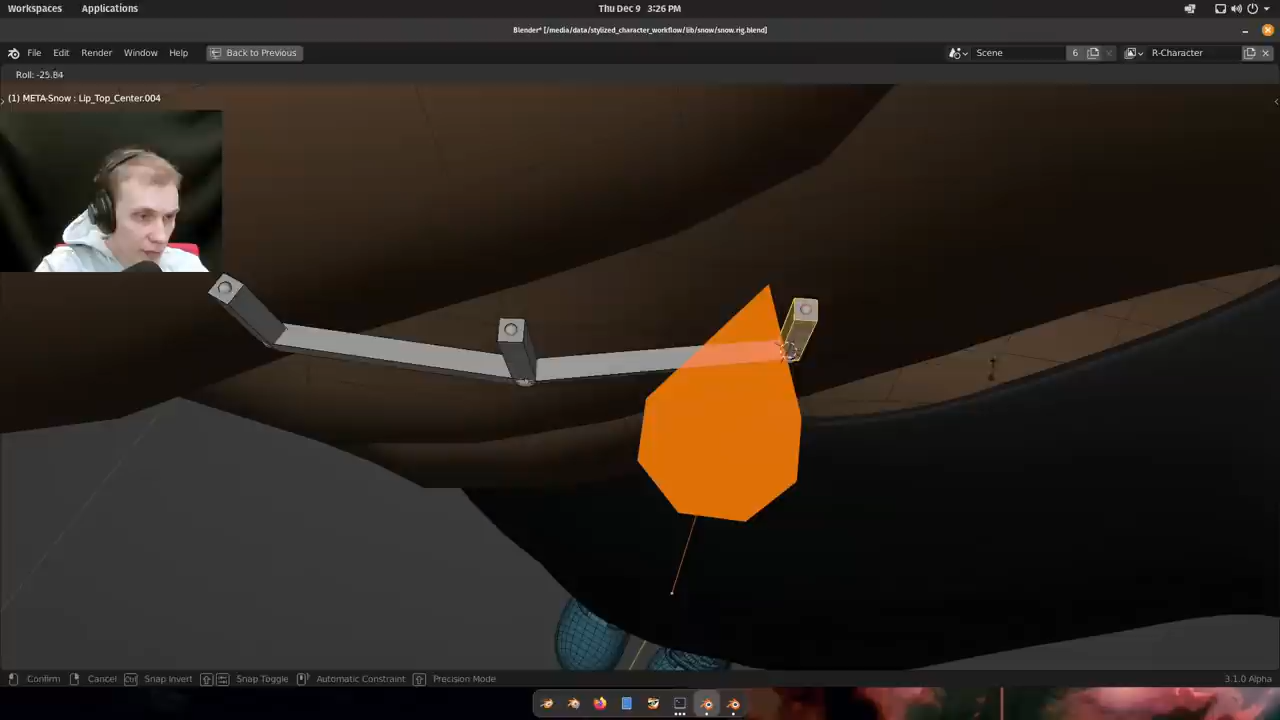 Workspaces Applications Thu Dec 9 3:26 PM
Blender* [/media/data/stylized_character_workflow/lib/snow/snow.rig.blend]
File Edit Render Window Help Back to Previous Scene 6 R-Character
Roll: -25.84
(1) META-Snow : Lip_Top_Center.004
Confirm Cancel Ctrl Snap Invert Snap Toggle Automatic Constraint Precision Mode 3.1.0 Alpha